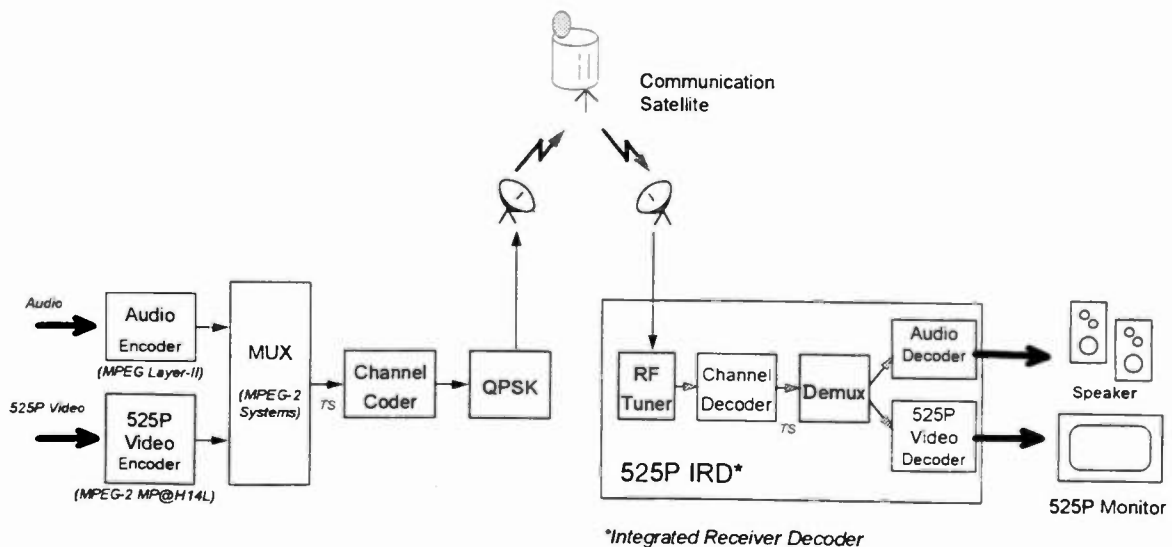 Communication
Satellite
Audio
Audio
Encoder
(MPEG Layer-II)
525P Video
525P
Video
Encoder
(MPEG-2 MP@H14L)
MUX
(MPEG-2
Systems)
TS
Channel
Coder
QPSK
RF
Tuner
Channel
Decoder
TS
Demux
Audio
Decoder
525P
Video
Decoder
525P IRD*
Speaker
525P Monitor
*Integrated Receiver Decoder